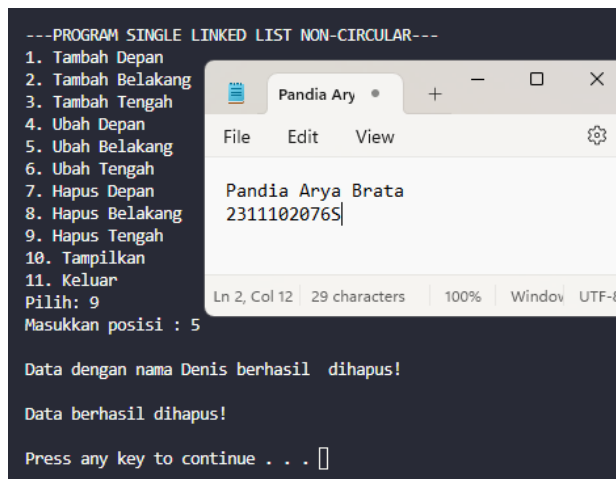 ---PROGRAM SINGLE LINKED LIST NON-CIRCULAR---
1. Tambah Depan
2. Tambah Belakang
3. Tambah Tengah
4. Ubah Depan
5. Ubah Belakang
6. Ubah Tengah
7. Hapus Depan
8. Hapus Belakang
9. Hapus Tengah
10. Tampilkan
11. Keluar
Pilih: 9
Masukkan posisi : 5
Data dengan nama Denis berhasil  dihapus!
Data berhasil dihapus!
Press any key to continue . . .
Pandia Ary
File Edit View
Pandia Arya Brata
2311102076S
Ln 2, Col 12 29 characters 100% Window UTF-8